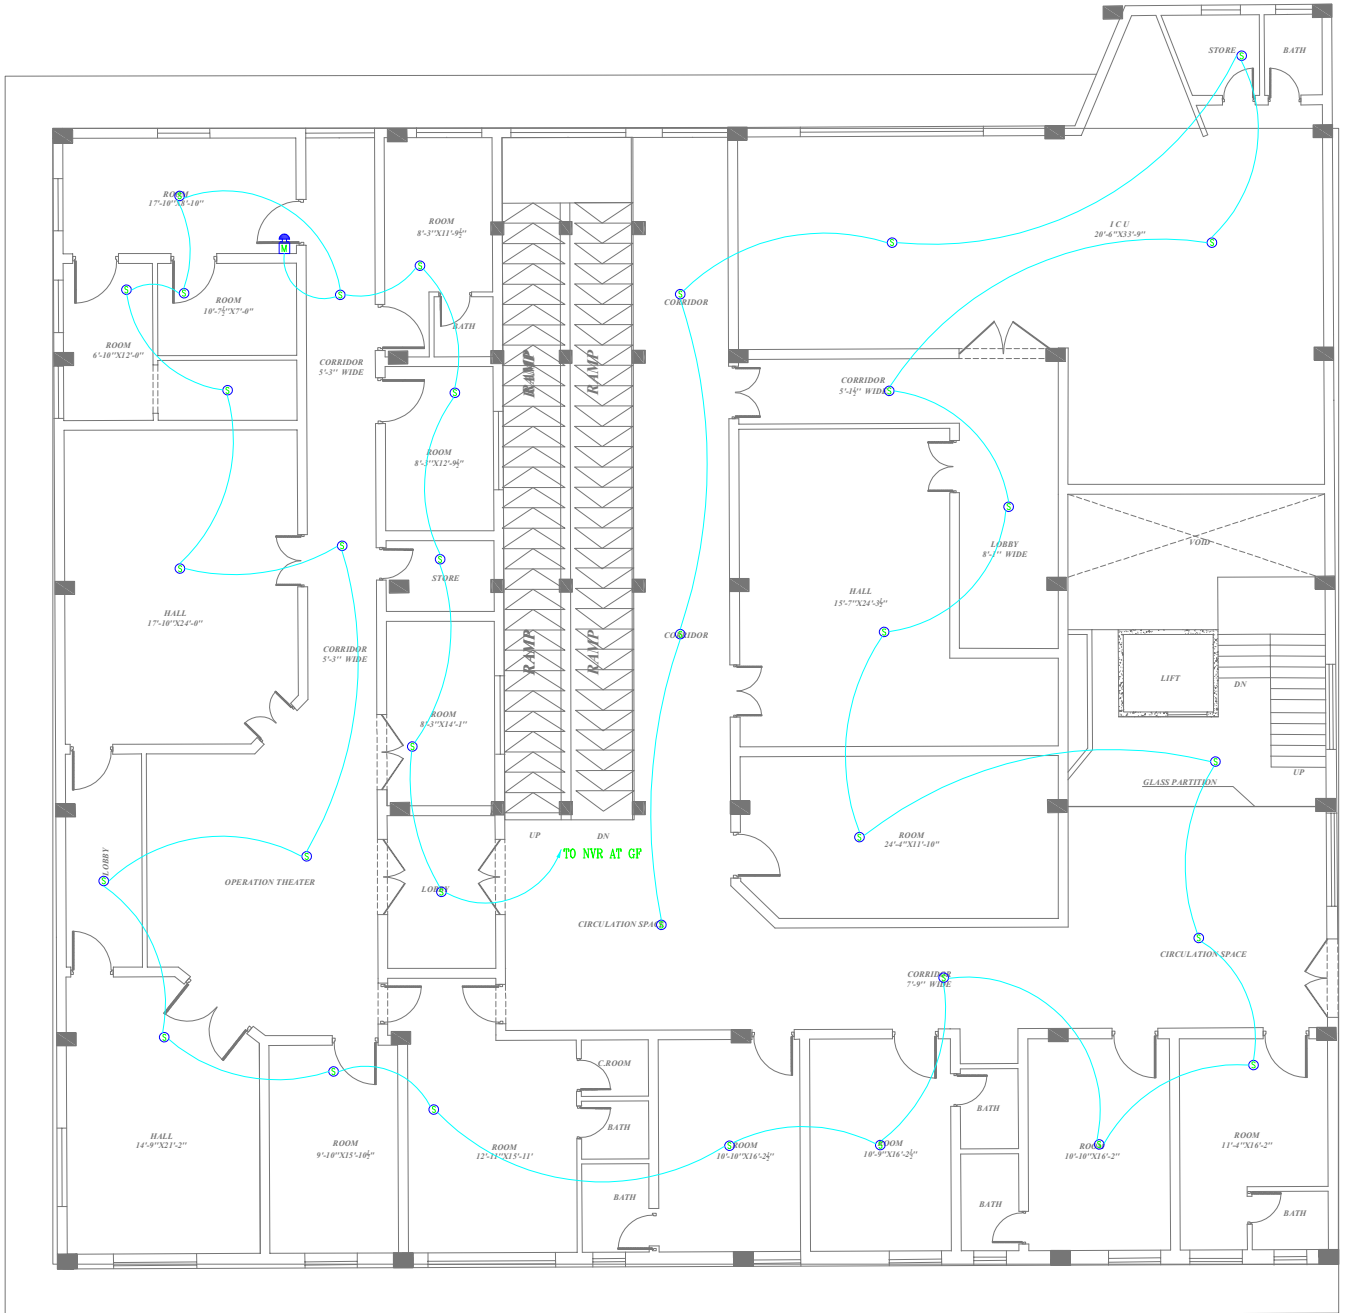 STORE
BATH
ROOM
17'-10"X8'-10"
ROOM
8'-3"X11'-9½"
I C U
20'-6"X33'-9"
M
ROOM
10'-7½"X7'-0"
CORRIDOR
BATH
ROOM
6'-10"X12'-0"
CORRIDOR
5'-3" WIDE
RAMP
RAMP
CORRIDOR
5'-1½" WIDE
ROOM
8'-3"X12'-9½"
VOID
LOBBY
8'-1" WIDE
STORE
HALL
15'-7"X24'-3½"
HALL
17'-10"X24'-0"
CORRIDOR
CORRIDOR
5'-3" WIDE
RAMP
RAMP
LIFT
DN
ROOM
8'-3"X14'-1"
UP
GLASS PARTITION
UP
DN
ROOM
24'-4"X11'-10"
TO NVR AT GF
LOBBY
OPERATION THEATER
LOBBY
CIRCULATION SPACE
CIRCULATION SPACE
CORRIDOR
7'-9" WIDE
C.ROOM
BATH
BATH
HALL
14'-9"X21'-2"
ROOM
9'-10"X15'-10½"
ROOM
12'-11"X15'-11'
ROOM
10'-10"X16'-2½"
ROOM
10'-9"X16'-2½"
ROOM
10'-10"X16'-2"
ROOM
11'-4"X16'-2"
BATH
BATH
BATH